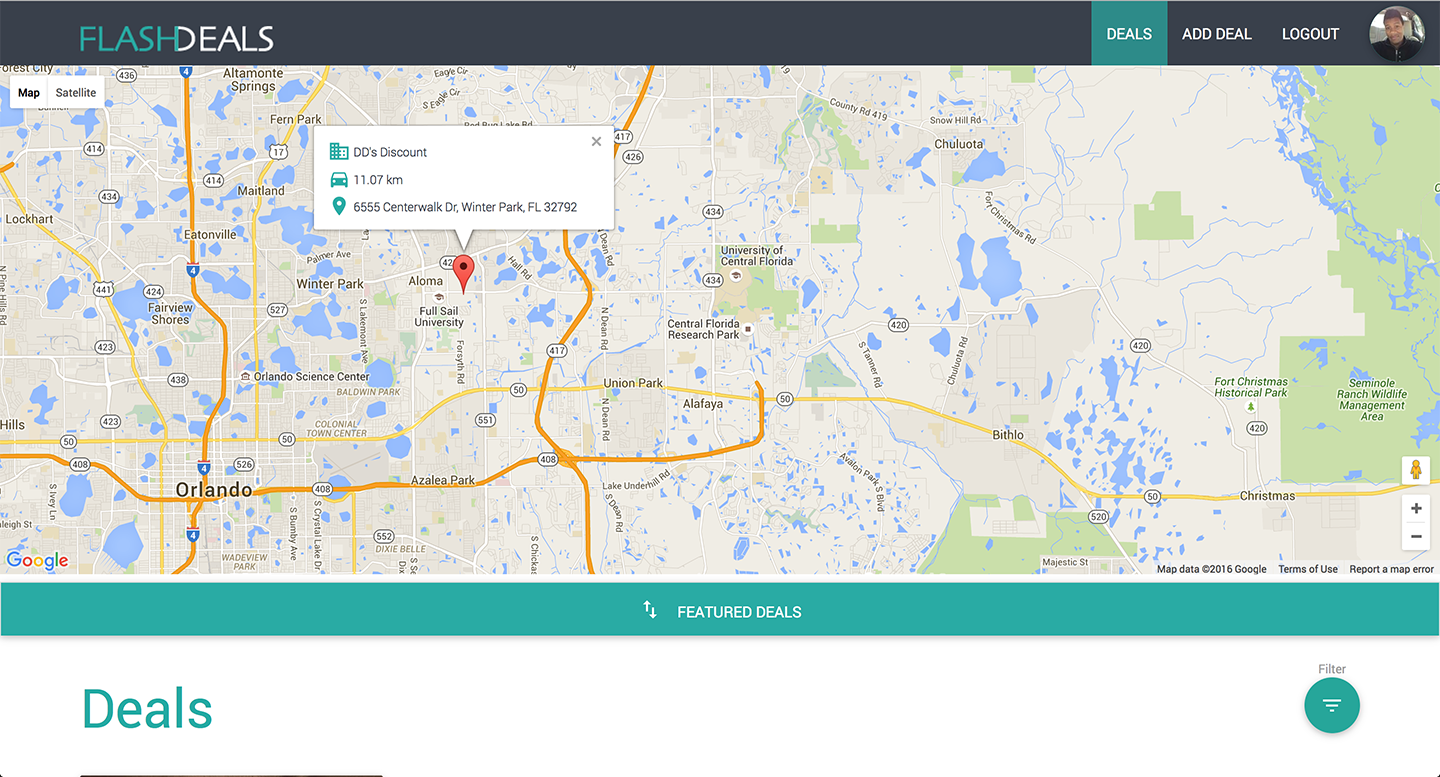 FLASHDEALS
DEALS
ADD DEAL
LOGOUT
Map
Satellite
436
4
Altamonte
Springs
Eagle Cir
S Eagle Cir
417
County Rd 419
Snow Hill Rd
Fern Park
Red Bug Lake Rd
DD's Discount
11.07 km
6555 Centerwalk Dr, Winter Park, FL 32792
414
17
426
Chuluota
414
Maitland
434
Lockhart
Eatonville
434
Fort Christmas Rd
Palmer Ave
Hall Rd
N Dean Rd
University of
Central Florida
434
4
N Pine Hills Rd
441
424
Winter Park
Aloma
Fairview
Shores
527
S Lakemont Ave
Full Sail
University
N Dean Rd
Central Florida
Research Park
420
420
423
417
Forsyth Rd
S Tanner Rd
Chuluota Rd
438
Orlando Science Center
BALDWIN PARK
50
Union Park
50
Alafaya
Fort Christmas
Historical Park
Seminole
Ranch Wildlife
Management
Area
Hills
423
COLONIAL
TOWN CENTER
551
N Dean Rd
420
50
50
Bithlo
408
4
526
408
Azalea Park
Avalon Park S Blvd
Orlando
408
Lake Underhill Rd
50
Christmas
S Ivey Ln
S Bumby Ave
S Crystal Lake Dr
S Dean Rd
520
4
552
DIXIE BELLE
WADEVIEW
PARK
Majestic St
Google
Map data ©2016 Google
Terms of Use
Report a map error
FEATURED DEALS
Filter
Deals